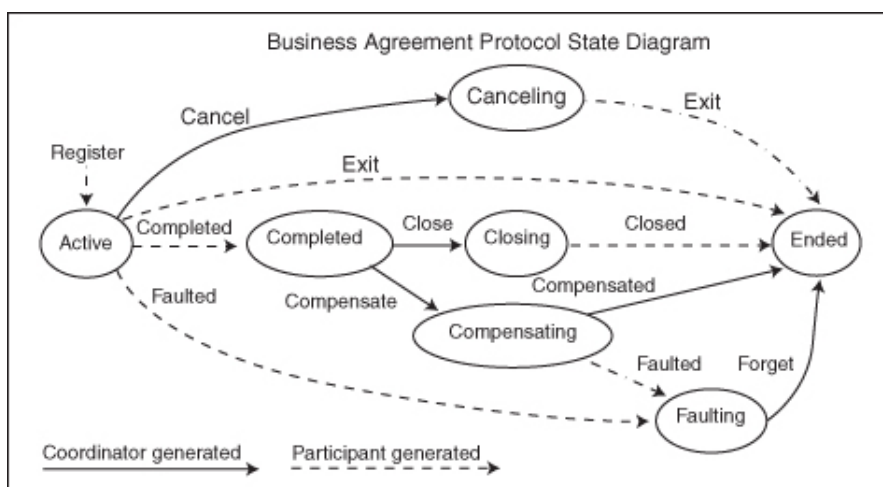 Business Agreement Protocol State Diagram
Canceling
Exit
Cancel
Register
Exit
Active
Completed
Completed
Close
Closing
Closed
Ended
Faulted
Compensate
Compensated
Compensating
Faulted
Forget
Faulting
Coordinator generated
Participant generated